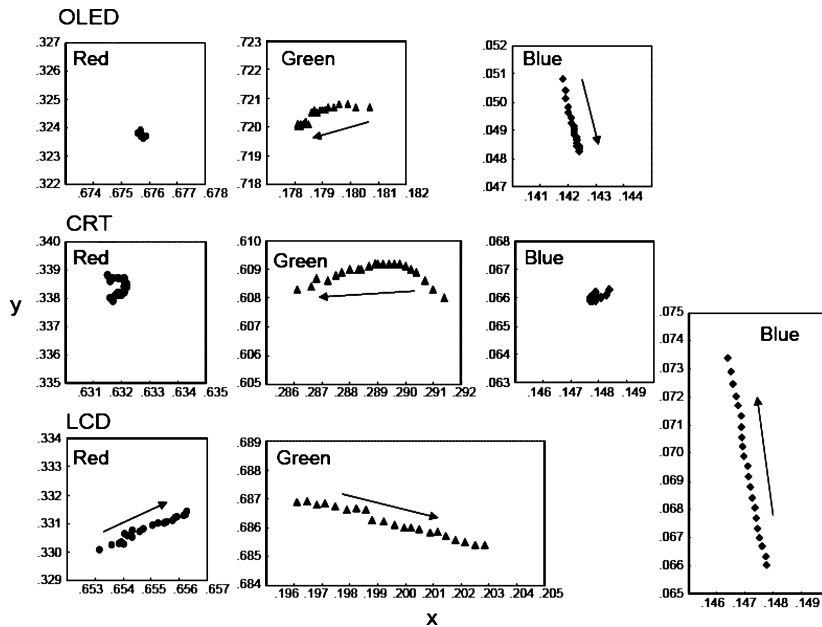 OLED
Red
.327
.326
.325
.324
.323
.322
.674 .675 .676 .677 .678
Green
.723
.722
.721
.720
.719
.718
.178 .179 .180 .181 .182
Blue
.052
.051
.050
.049
.048
.047
.141 .142 .143 .144
CRT
Red
.340
.339
.338
.337
.336
.335
.631 .632 .633 .634 .635
Green
.610
.609
.608
.607
.606
.605
.286 .287 .288 .289 .290 .291 .292
Blue
.068
.067
.066
.065
.064
.063
.146 .147 .148 .149
y
LCD
Red
.334
.333
.332
.331
.330
.329
.653 .654 .655 .656 .657
Green
.689
.688
.687
.686
.685
.684
.196 .197 .198 .199 .200 .201 .202 .203 .204 .205
Blue
.075
.074
.073
.072
.071
.070
.069
.068
.067
.066
.065
.146 .147 .148 .149
x